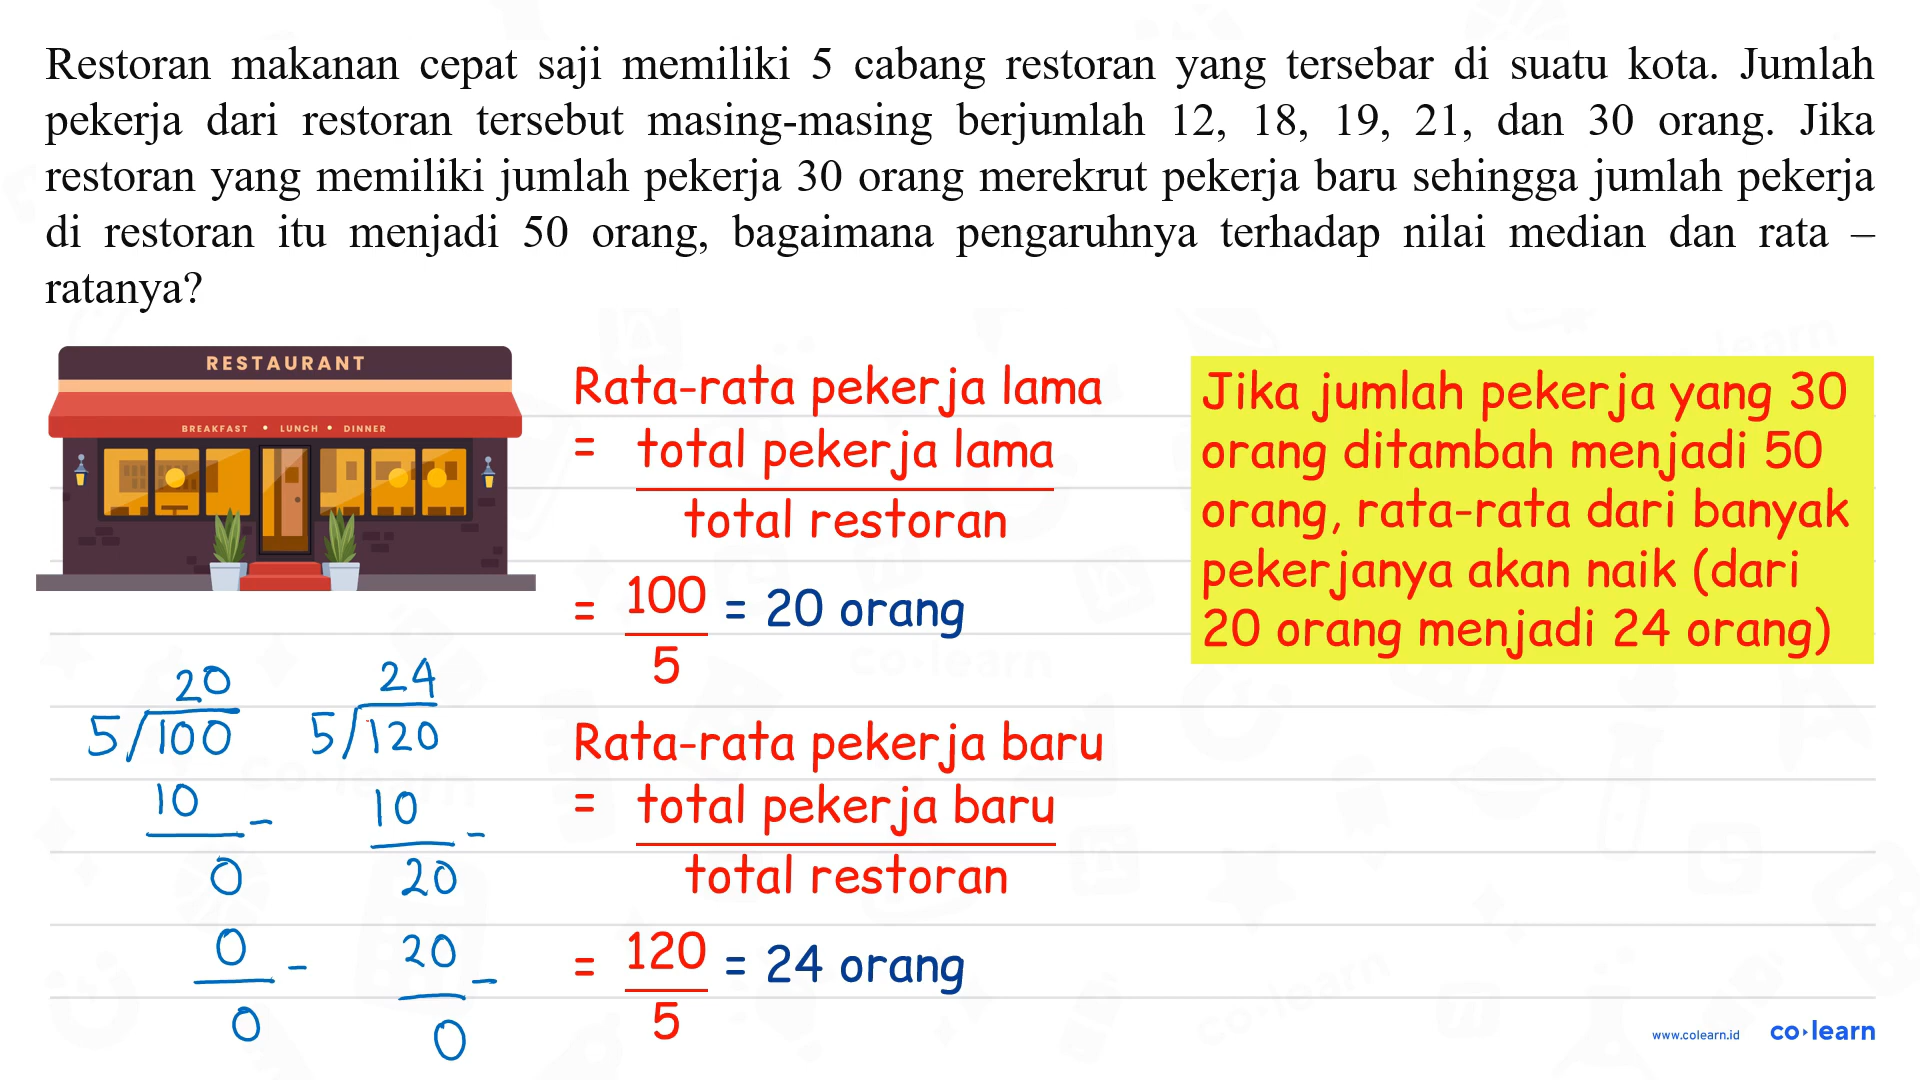 Restoran makanan cepat saji memiliki 5 cabang restoran yang tersebar di suatu kota. Jumlah
pekerja dari restoran tersebut masing-masing berjumlah 12, 18, 19, 21, dan 30 orang. Jika
restoran yang memiliki jumlah pekerja 30 orang merekrut pekerja baru sehingga jumlah pekerja
di restoran itu menjadi 50 orang, bagaimana pengaruhnya terhadap nilai median dan rata –
ratanya?
RESTAURANT
BREAKFAST • LUNCH • DINNER
20
5/100
10 -
0
0 -
0
24
5/120
10 -
20
20 -
0
Rata-rata pekerja lama
= total pekerja lama
total restoran
= 100 = 20 orang
5
Rata-rata pekerja baru
= total pekerja baru
total restoran
= 120 = 24 orang
5
Jika jumlah pekerja yang 30
orang ditambah menjadi 50
orang, rata-rata dari banyak
pekerjanya akan naik (dari
20 orang menjadi 24 orang)
co·learn
co·learn
co·learn
www.colearn.id
co·learn